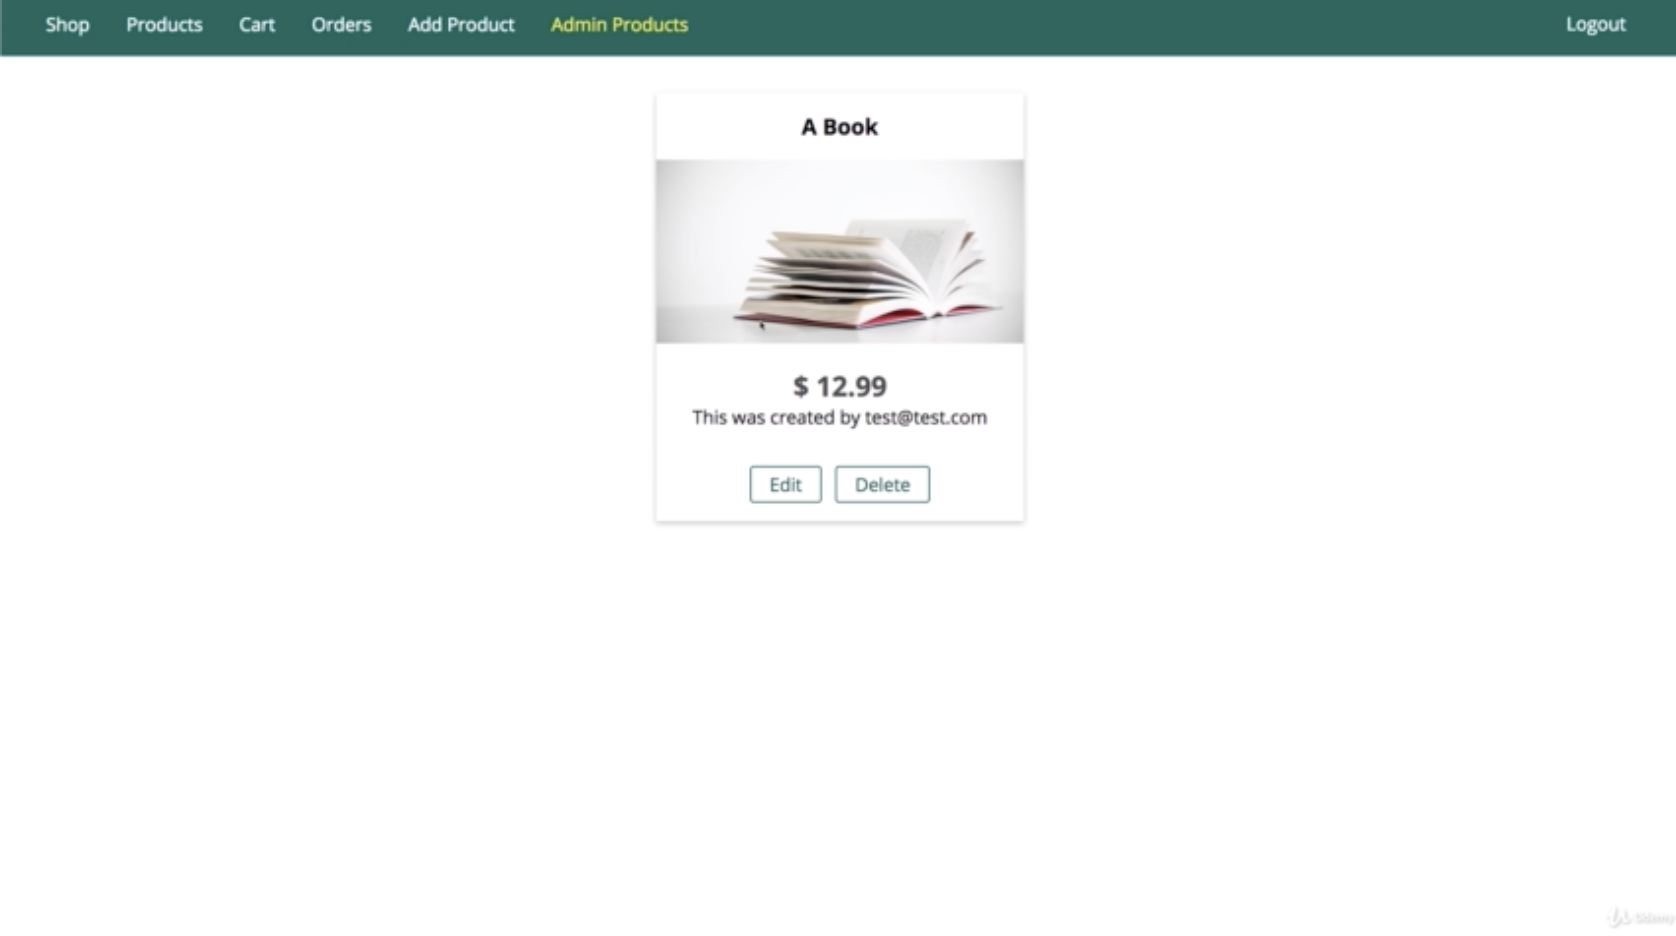 Shop Products Cart Orders Add Product Admin Products Logout
A Book
$ 12.99
This was created by test@test.com
Edit Delete
Udemy